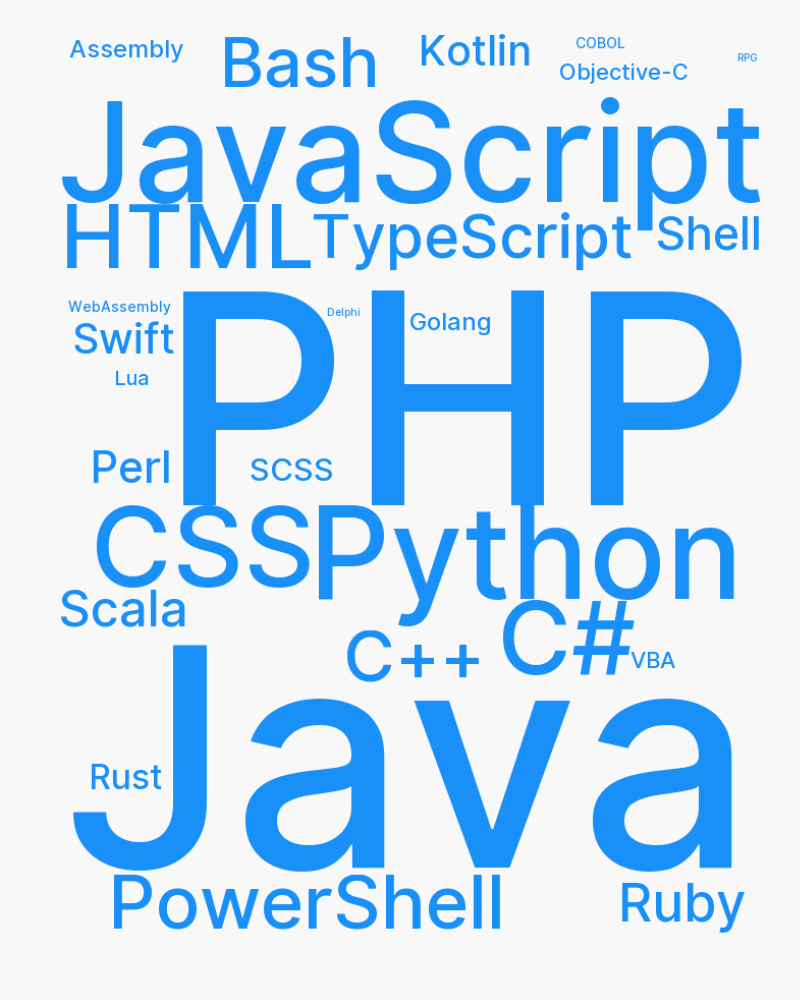 Assembly
Bash
Kotlin
COBOL
Objective-C
RPG
JavaScript
HTML
TypeScript
Shell
WebAssembly
Swift
Lua
PHP
Delphi
Golang
Perl
SCSS
CSS
Python
Scala
C++
C#
VBA
Java
Rust
PowerShell
Ruby